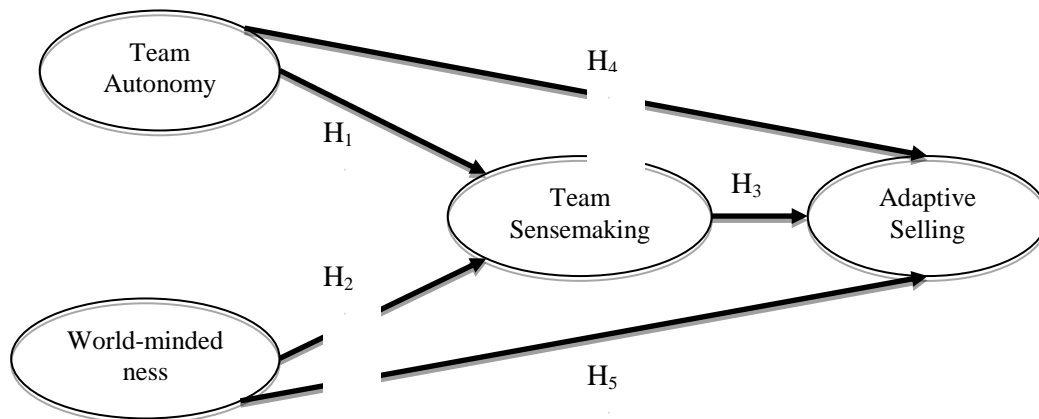 Team
Autonomy
H4
H1
Team
Sensemaking
H3
Adaptive
Selling
H2
World-minded
ness
H5